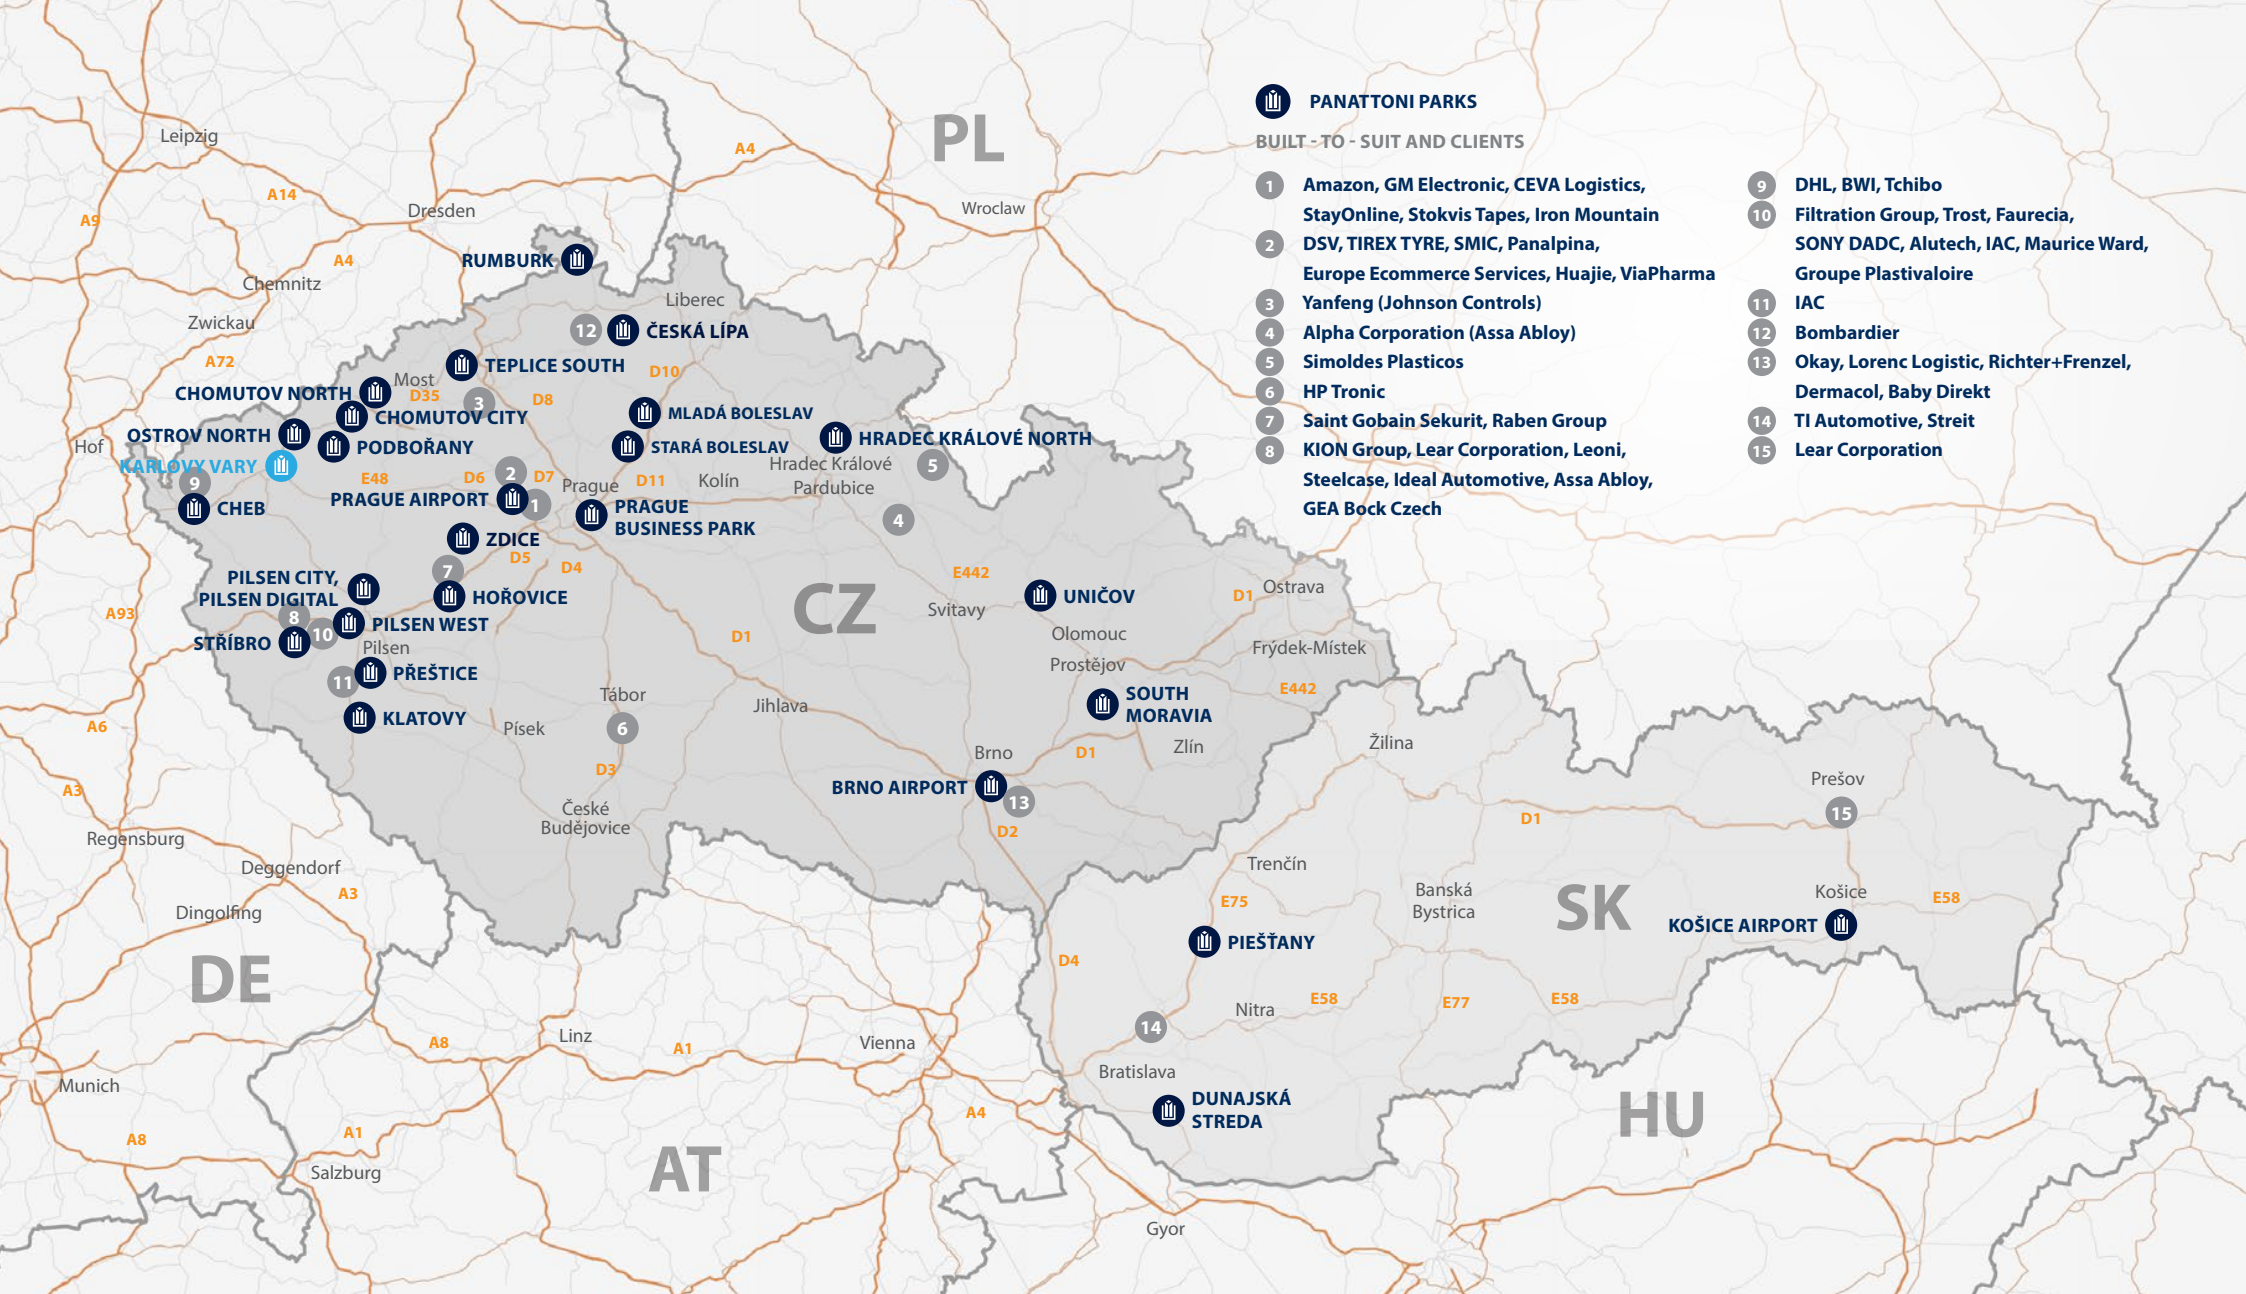 PANATTONI PARKS
BUILT - TO - SUIT AND CLIENTS
1 Amazon, GM Electronic, CEVA Logistics,
StayOnline, Stokvis Tapes, Iron Mountain
2 DSV, TIREX TYRE, SMIC, Panalpina,
Europe Ecommerce Services, Huajie, ViaPharma
3 Yanfeng (Johnson Controls)
4 Alpha Corporation (Assa Abloy)
5 Simoldes Plasticos
6 HP Tronic
7 Saint Gobain Sekurit, Raben Group
8 KION Group, Lear Corporation, Leoni,
Steelcase, Ideal Automotive, Assa Abloy,
GEA Bock Czech
9 DHL, BWI, Tchibo
10 Filtration Group, Trost, Faurecia,
SONY DADC, Alutech, IAC, Maurice Ward,
Groupe Plastivaloire
11 IAC
12 Bombardier
13 Okay, Lorenc Logistic, Richter+Frenzel,
Dermacol, Baby Direkt
14 TI Automotive, Streit
15 Lear Corporation
PL
Leipzig
A4
A14
A9
Dresden
Wroclaw
A4
RUMBURK
Chemnitz
Liberec
Zwickau
12
ČESKÁ LÍPA
A72
TEPLICE SOUTH
D10
Most
CHOMUTOV NORTH
D35
3
D8
CHOMUTOV CITY
MLADÁ BOLESLAV
OSTROV NORTH
HRADEC KRÁLOVÉ NORTH
Hof
PODBOŘANY
STARÁ BOLESLAV
KARLOVY VARY
Hradec Králové
5
9
E48
D6
2
D7
Prague
D11
Kolín
Pardubice
PRAGUE AIRPORT
1
CHEB
PRAGUE
BUSINESS PARK
4
ZDICE
D5
D4
7
E442
PILSEN CITY,
PILSEN DIGITAL
HOŘOVICE
CZ
UNIČOV
D1
Ostrava
A93
8
Svitavy
10
PILSEN WEST
STŘÍBRO
D1
Olomouc
Pilsen
Frýdek-Místek
Prostějov
11
PŘEŠTICE
E442
Tábor
SOUTH
MORAVIA
Jihlava
KLATOVY
A6
Písek
6
Zlín
Žilina
Brno
D1
D3
Prešov
A3
BRNO AIRPORT
13
České
Budějovice
15
D1
D2
Regensburg
Deggendorf
Trenčín
A3
Banská
Bystrica
SK
Košice
E58
E75
Dingolfing
KOŠICE AIRPORT
PIEŠŤANY
D4
DE
E58
E77
E58
Nitra
14
Linz
A8
A1
Vienna
Bratislava
Munich
DUNAJSKÁ
STREDA
HU
A4
A1
A8
AT
Salzburg
Gyor